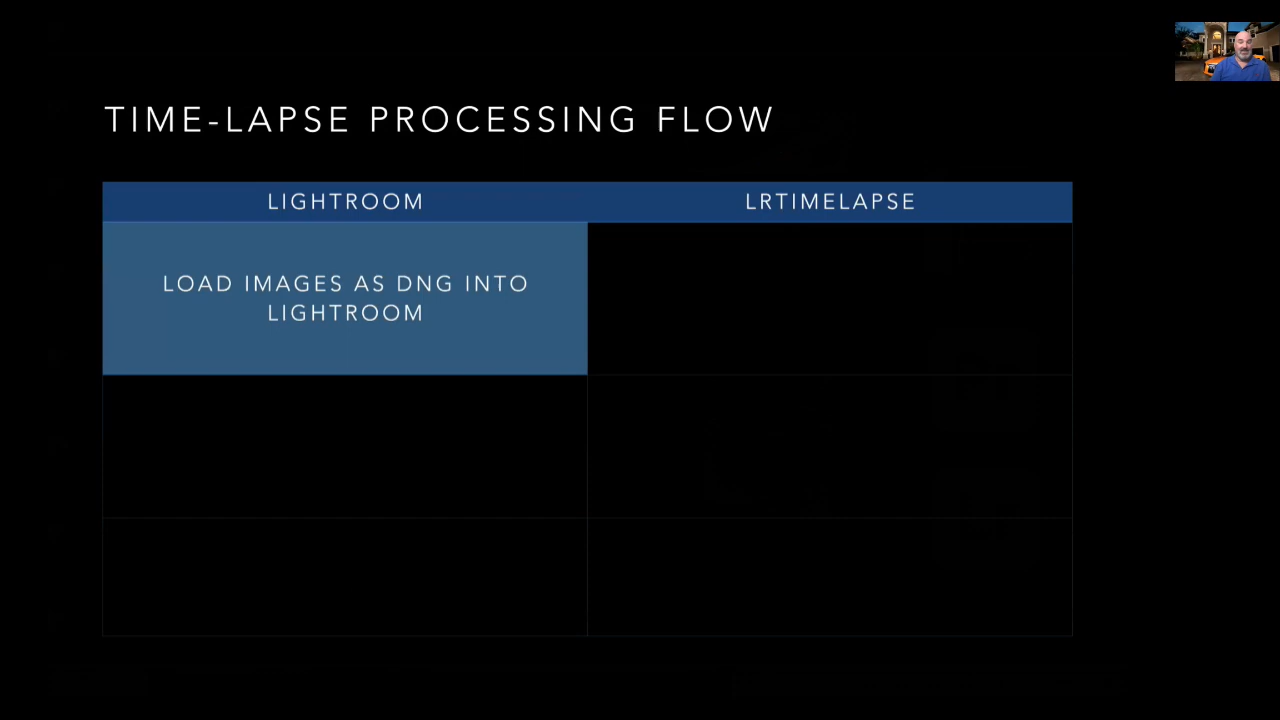 TIME-LAPSE PROCESSING FLOW
LIGHTROOM
LRTIMELAPSE
LOAD IMAGES AS DNG INTO
LIGHTROOM